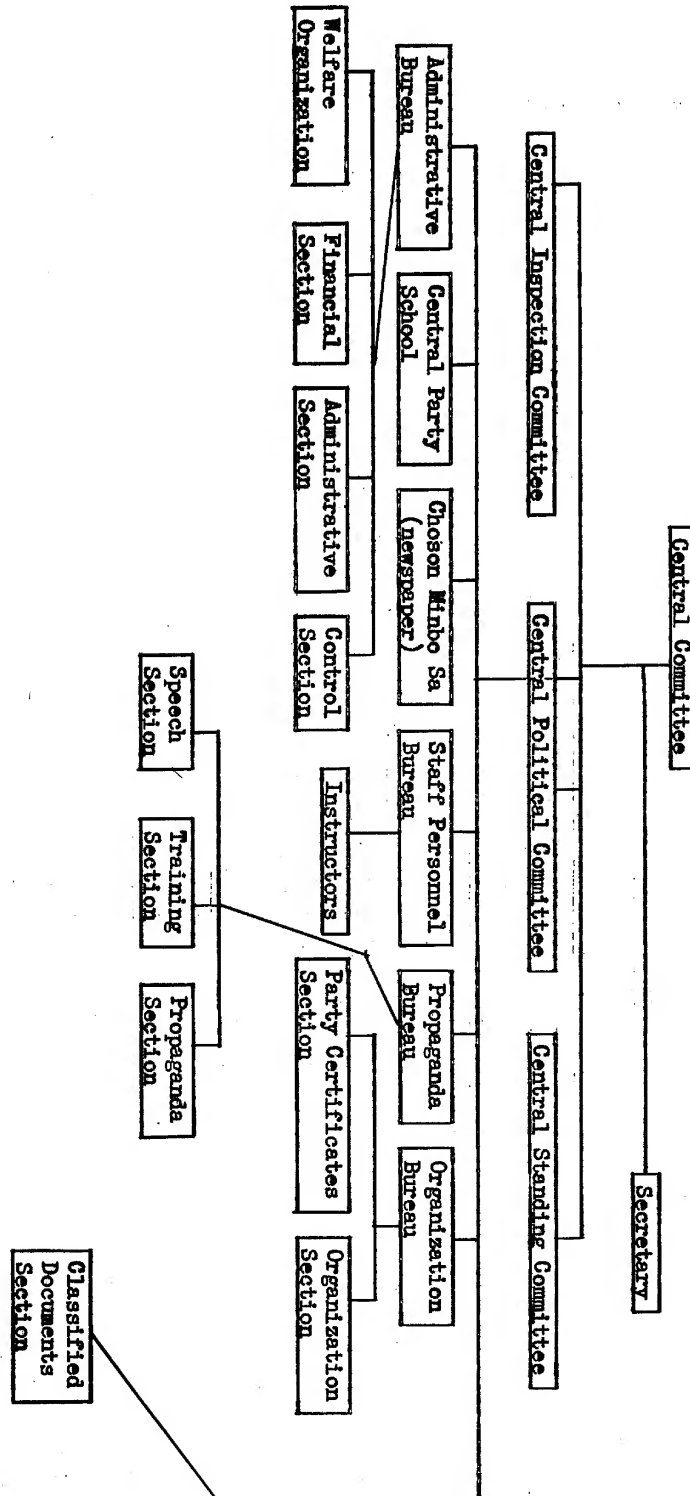 Central Committee
Secretary
Central Inspection Committee
Central Political Committee
Central Standing Committee
Administrative
Bureau
Central Party
School
Choson Minbo Sa
(newspaper)
Staff Personnel
Bureau
Propaganda
Bureau
Organization
Bureau
Welfare
Organization
Financial
Section
Administrative
Section
Control
Section
Instructors
Party Certificates
Section
Organization
Section
Speech
Section
Training
Section
Propaganda
Section
Classified
Documents
Section